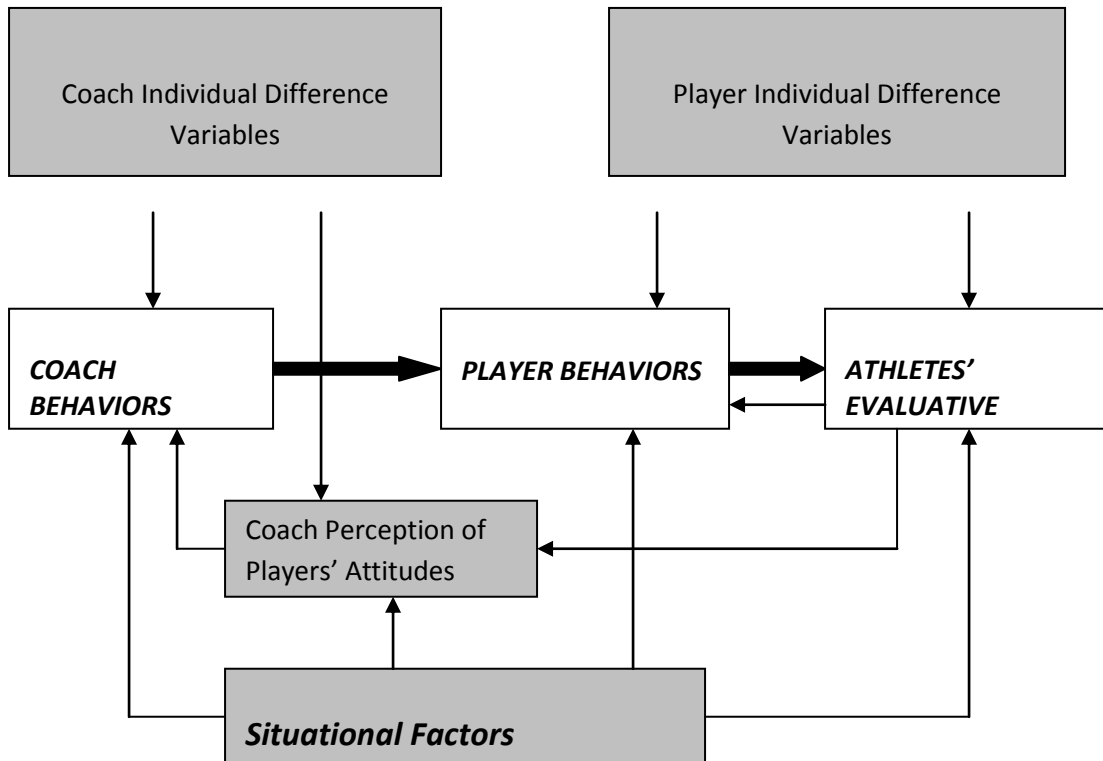 Coach Individual Difference
Variables
Player Individual Difference
Variables
COACH
BEHAVIORS
PLAYER BEHAVIORS
ATHLETES’
EVALUATIVE
Coach Perception of
Players’ Attitudes
Situational Factors